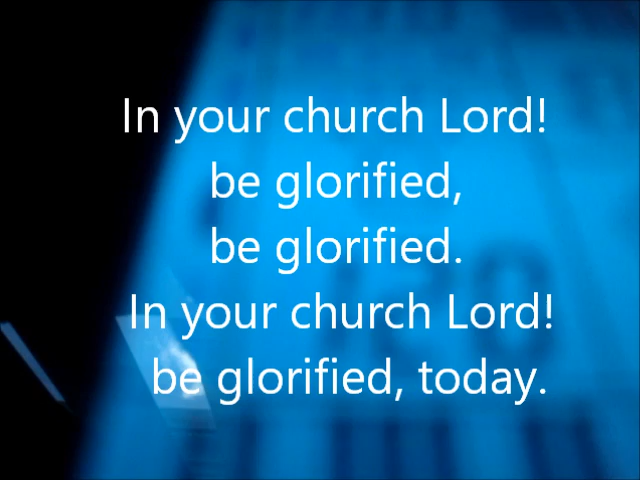 In your church Lord!
be glorified,
be glorified.
In your church Lord!
be glorified, today.